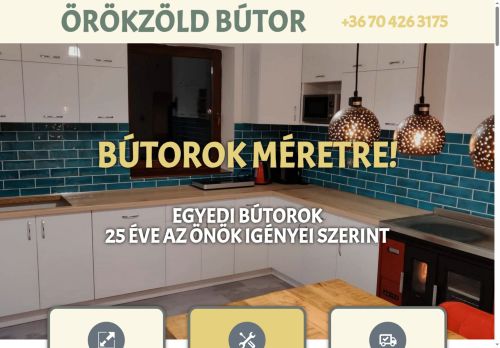 ÖRÖKZÖLD BÚTOR
+36 70 426 3175
BÚTOROK MÉRETRE!
EGYEDI BÚTOROK
25 ÉVE AZ ÖNÖK IGÉNYEI SZERINT